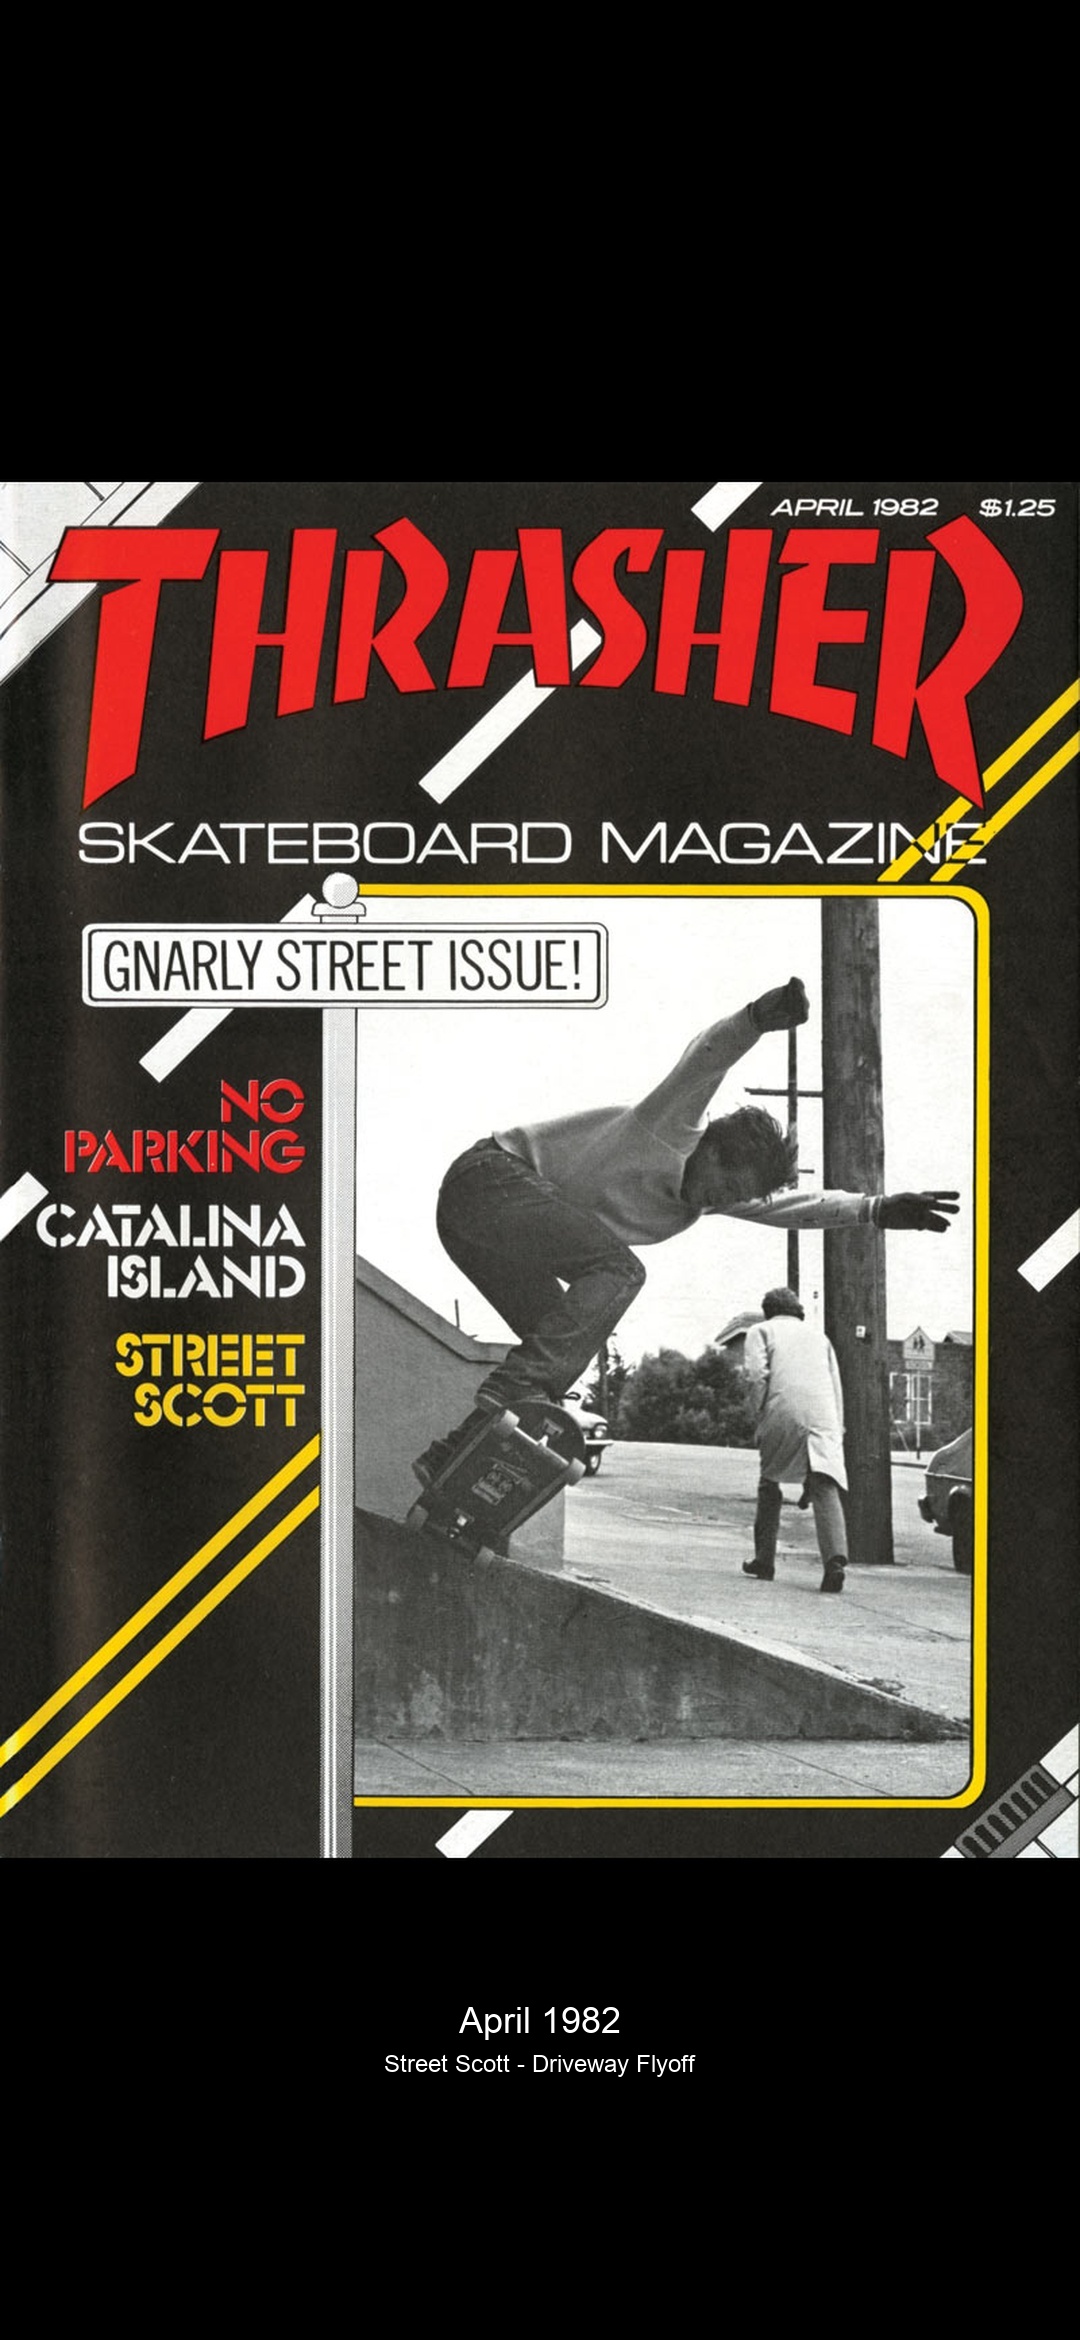 APRIL 1982 $1.25
THRASHER
SKATEBOARD MAGAZINE
GNARLY STREET ISSUE!
NO
PARKING
CATALINA
ISLAND
STREET
SCOTT
April 1982
Street Scott - Driveway Flyoff